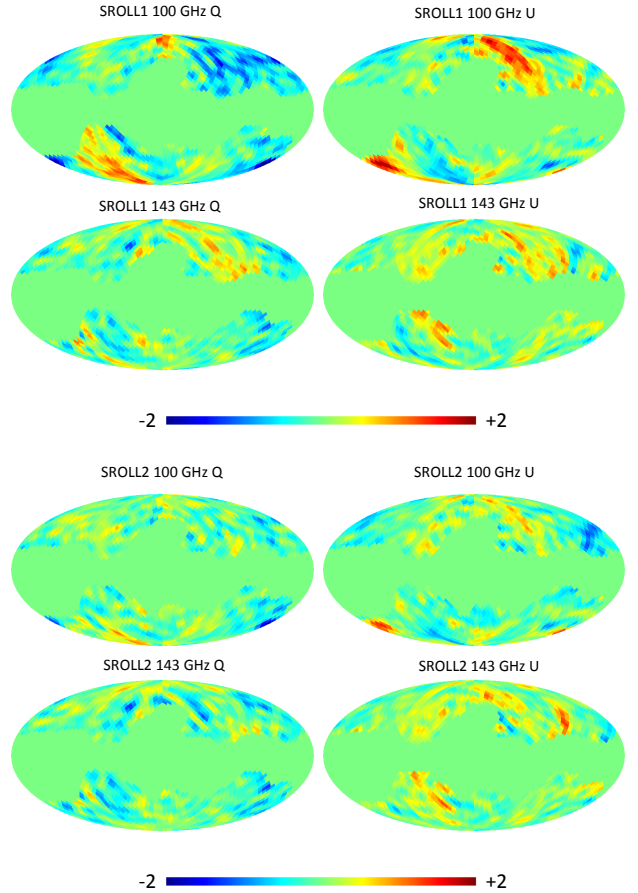 SROLL1 100 GHz Q
SROLL1 100 GHz U
SROLL1 143 GHz Q
SROLL1 143 GHz U
-2 +2
SROLL2 100 GHz Q
SROLL2 100 GHz U
SROLL2 143 GHz Q
SROLL2 143 GHz U
-2 +2